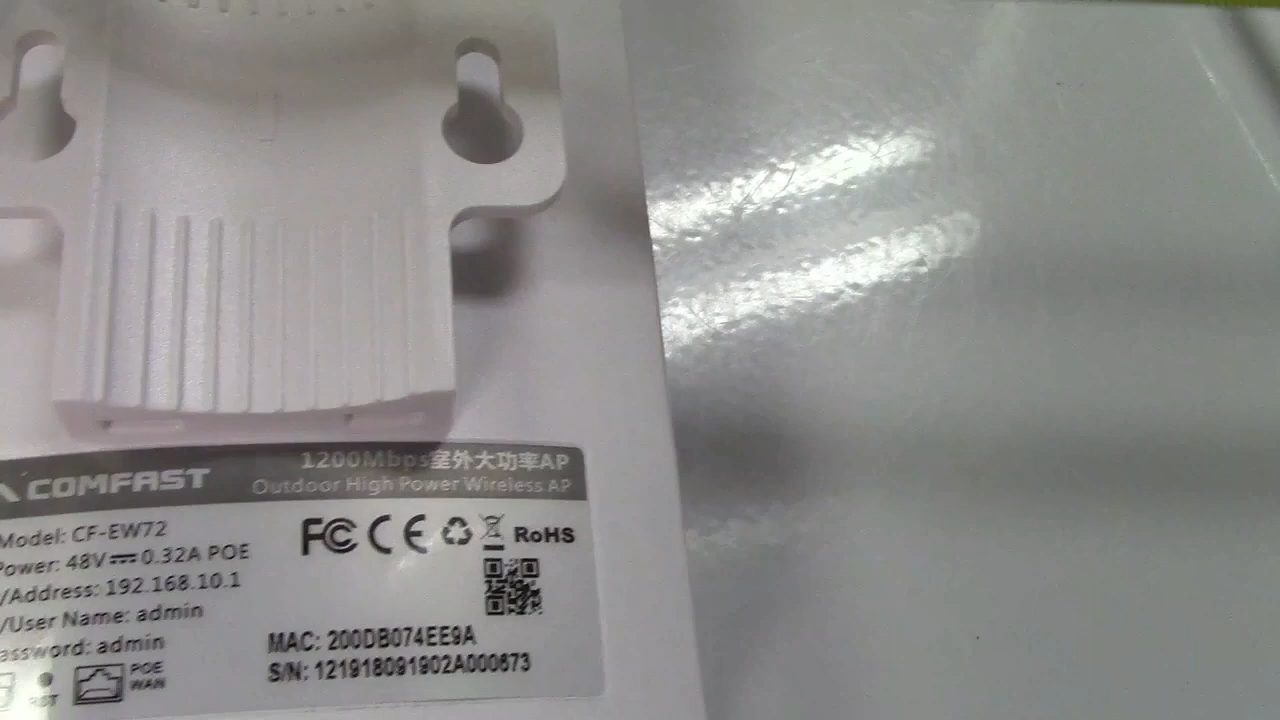 COMFAST
1200Mbps室外大功率AP
Outdoor High Power Wireless AP
Model: CF-EW72
Power: 48V 0.32A POE
/Address: 192.168.10.1
/User Name: admin
assword: admin
FC CE RoHS
MAC: 200DB074EE9A
S/N: 121918091902A000673
RST
POE
WAN